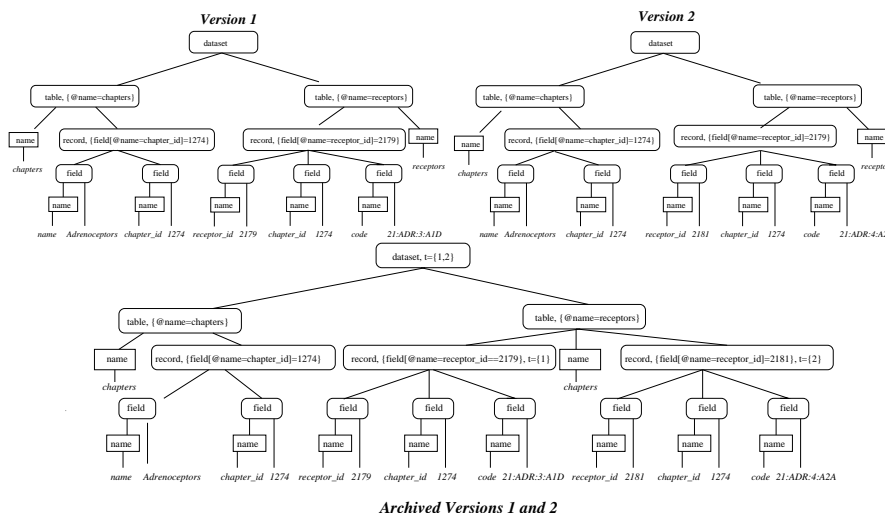 Version 1
Version 2
dataset
dataset
table, {@name=chapters}
table, {@name=receptors}
table, {@name=chapters}
table, {@name=receptors}
name
record, {field[@name=chapter_id]=1274}
record, {field[@name=receptor_id]=2179}
name
name
record, {field[@name=chapter_id]=1274}
record, {field[@name=receptor_id]=2179}
name
chapters
receptors
chapters
receptor
field
field
field
field
field
field
field
field
field
field
name
name
name
name
name
name
name
name
name
name
name
Adrenoceptors
chapter_id
1274
receptor_id
2179
chapter_id
1274
code
21:ADR:3:A1D
name
Adrenoceptors
chapter_id
1274
receptor_id
2181
chapter_id
1274
code
21:ADR:4:A2
dataset, t={1,2}
table, {@name=chapters}
table, {@name=receptors}
name
record, {field[@name=chapter_id]=1274}
record, {field[@name=receptor_id==2179}, t={1}
name
record, {field[@name=receptor_id]=2181}, t={2}
chapters
chapters
field
field
field
field
field
field
field
field
name
name
name
name
name
name
name
name
name
Adrenoceptors
chapter_id
1274
receptor_id
2179
chapter_id
1274
code
21:ADR:3:A1D
receptor_id
2181
chapter_id
1274
code
21:ADR:4:A2A
Archived Versions 1 and 2